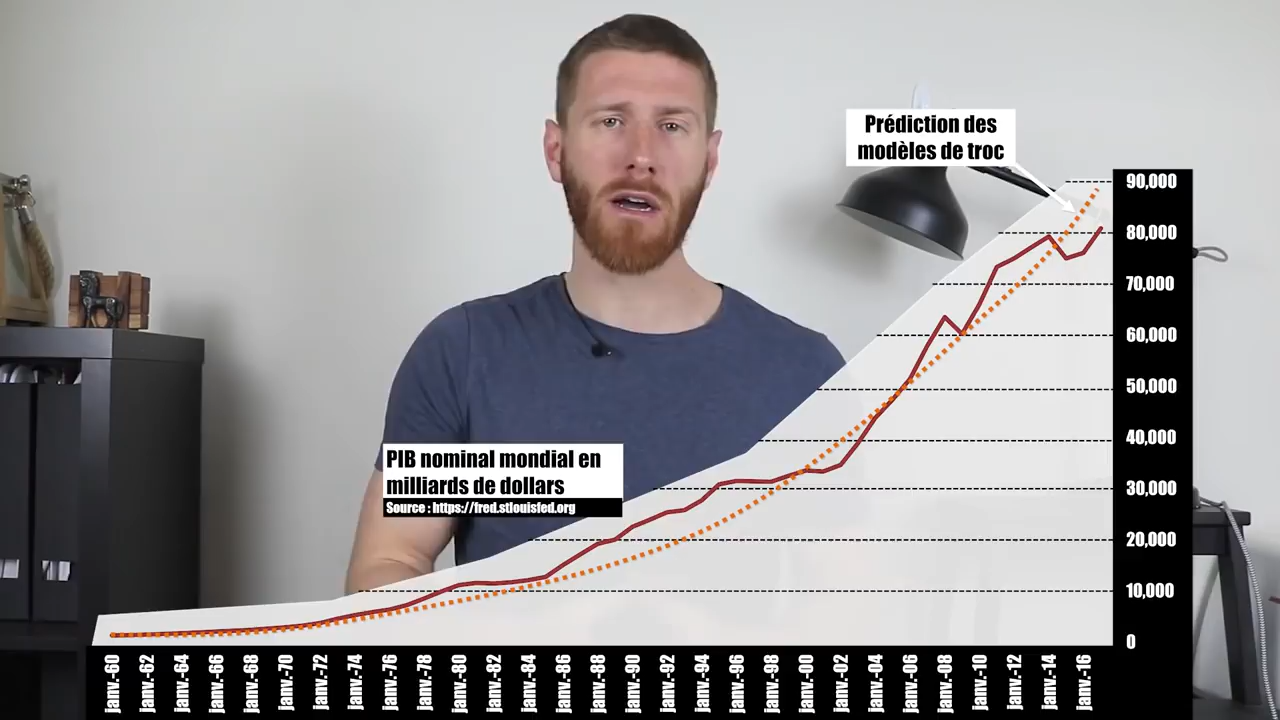 Prédiction des
modèles de troc
90,000
80,000
70,000
60,000
50,000
40,000
30,000
20,000
10,000
0
PIB nominal mondial en
milliards de dollars
Source : https://fred.stlouisfed.org
janv.-60
janv.-62
janv.-64
janv.-66
janv.-68
janv.-70
janv.-72
janv.-74
janv.-76
janv.-78
janv.-80
janv.-82
janv.-84
janv.-86
janv.-88
janv.-90
janv.-92
janv.-94
janv.-96
janv.-98
janv.-00
janv.-02
janv.-04
janv.-06
janv.-08
janv.-10
janv.-12
janv.-14
janv.-16